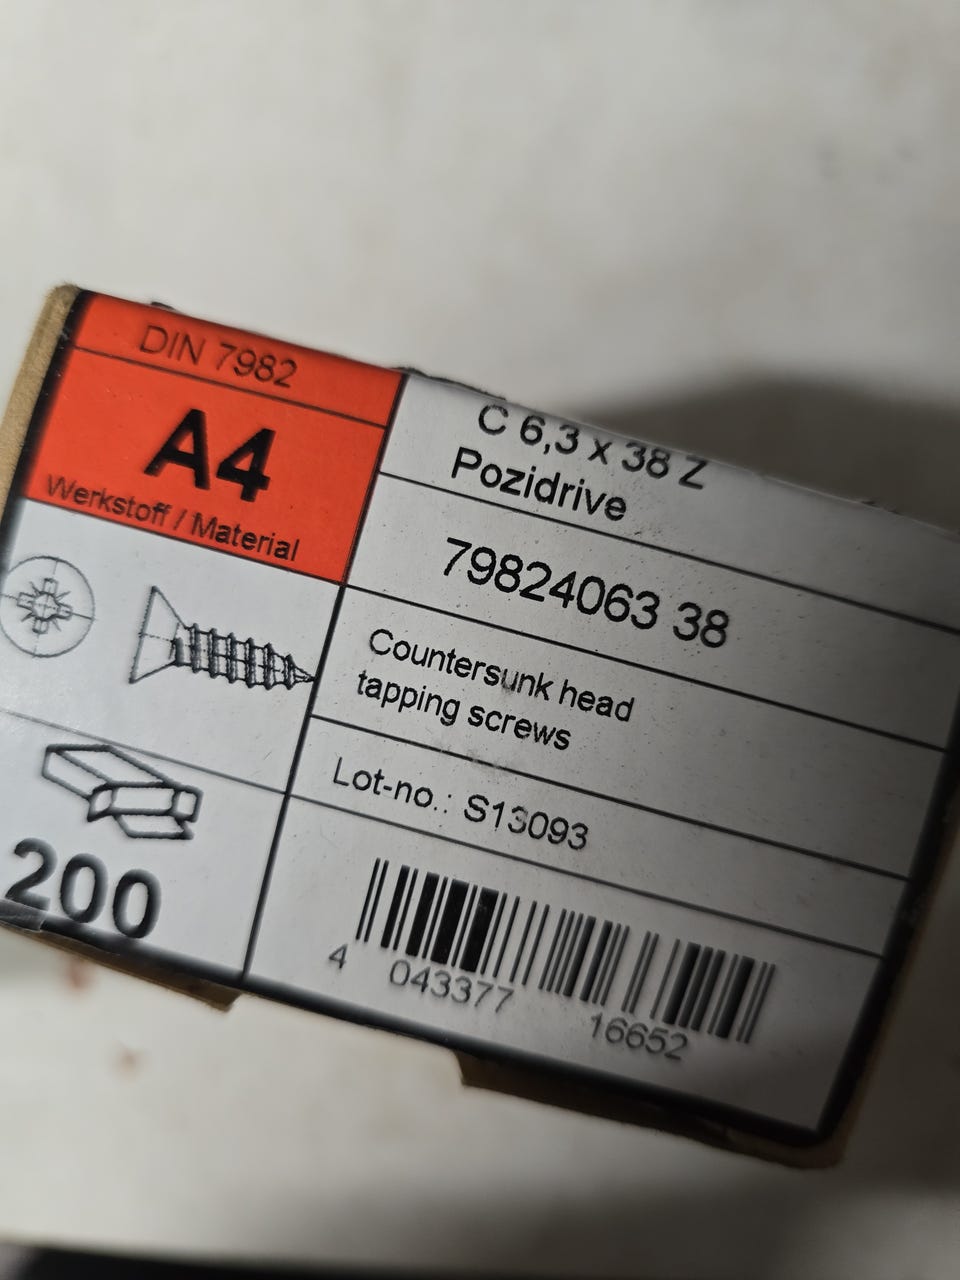 DIN 7982
A4
Werkstoff / Material
200
C 6,3 x 38 Z
Pozidrive
79824063 38
Countersunk head
tapping screws
Lot-no.: S13093
4 043377 16652